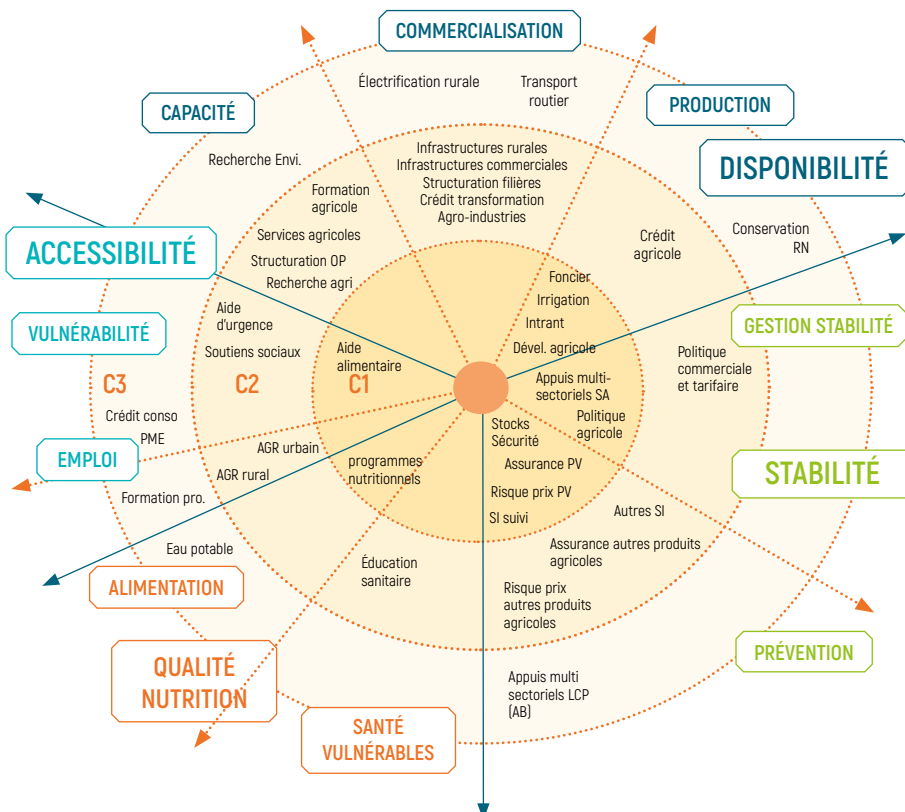 COMMERCIALISATION
Électrification rurale
Transport
routier
CAPACITÉ
PRODUCTION
Recherche Envi.
Infrastructures rurales
Infrastructures commerciales
Structuration filières
Crédit transformation
Agro-industries
DISPONIBILITÉ
Formation
agricole
Services agricoles
Structuration OP
Recherche agri
Crédit
agricole
Conservation
RN
ACCESSIBILITÉ
Foncier
Irrigation
Intrant
Dével. agricole
Aide
d'urgence
VULNÉRABILITÉ
GESTION STABILITÉ
Soutiens sociaux
Aide
alimentaire
Politique
commerciale
et tarifaire
C3
C2
C1
Appuis multi-
sectoriels SA
Politique
agricole
Crédit conso
PME
Stocks
Sécurité
EMPLOI
AGR urbain
AGR rural
programmes
nutritionnels
Assurance PV
STABILITÉ
Formation pro.
Risque prix PV
SI suivi
Autres SI
Eau potable
Assurance autres produits
agricoles
Éducation
sanitaire
ALIMENTATION
Risque prix
autres produits
agricoles
QUALITÉ
NUTRITION
PRÉVENTION
Appuis multi
sectoriels LCP
(AB)
SANTÉ
VULNÉRABLES